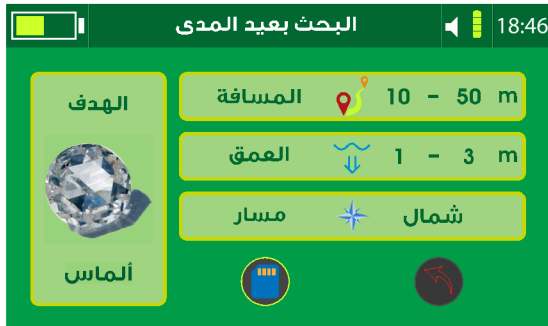 البحث بعيد المدى 18:46
الهدف
ألماس
المسافة 10 - 50 m
العمق 1 - 3 m
مسار شمال